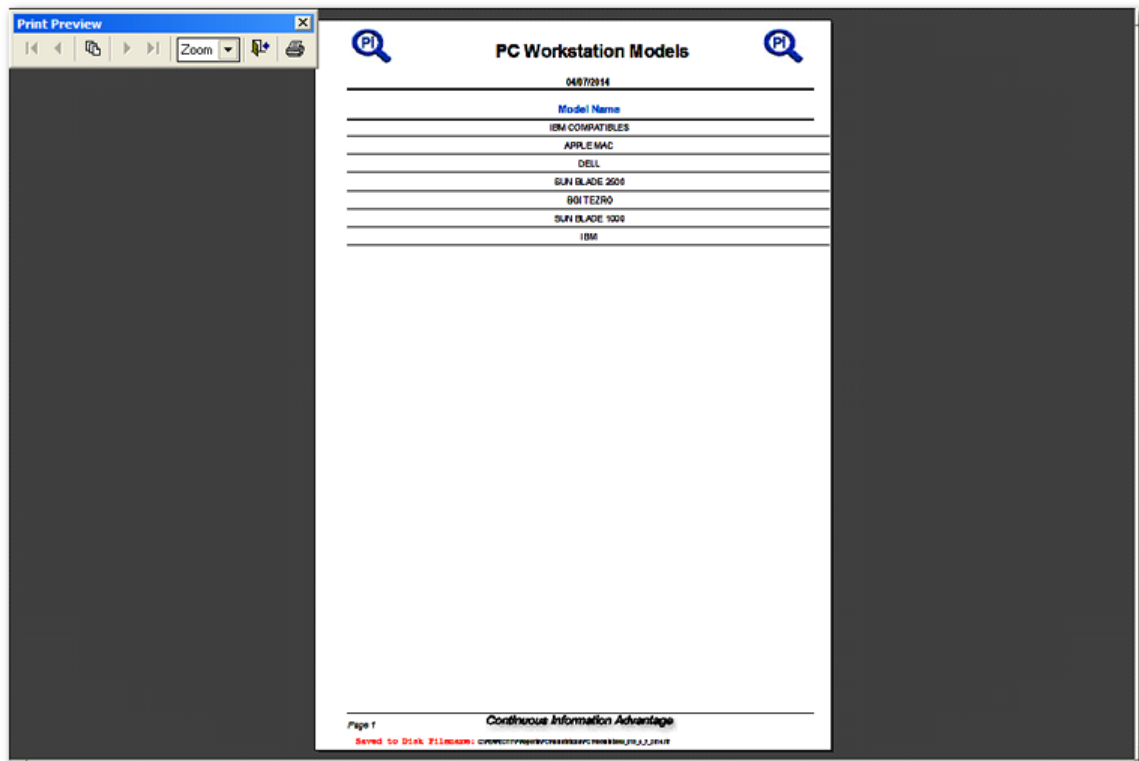 Print Preview
Zoom
PI PC Workstation Models PI
04/07/2014
Model Name
IBM COMPATIBLES
APPLE MAC
DELL
SUN BLADE 2500
SGI TEZRO
SUN BLADE 1000
IBM
Page 1 Continuous Information Advantage
Saved to Disk Filename: